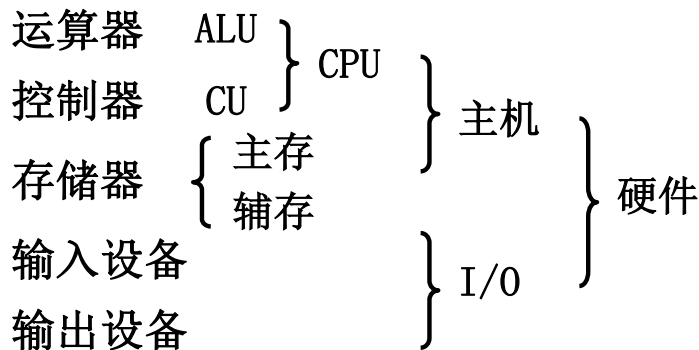 运算器 ALU
CPU
控制器 CU
主机
主存
存储器
硬件
辅存
输入设备
I/O
输出设备